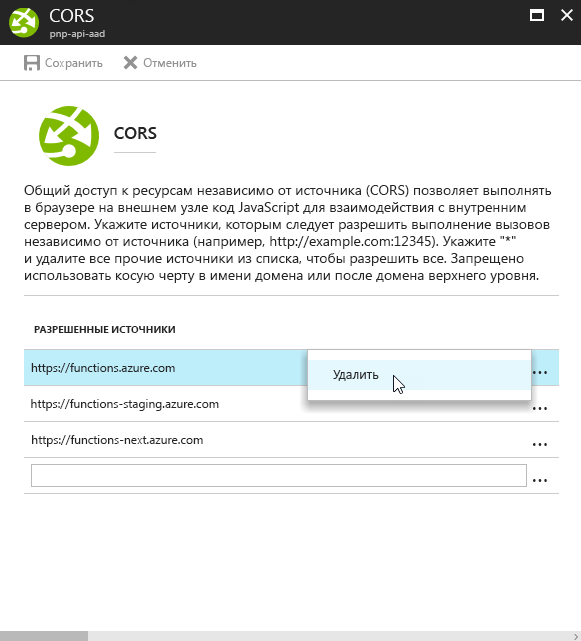 CORS
pnp-api-aad
Сохранить Отменить
CORS
Общий доступ к ресурсам независимо от источника (CORS) позволяет выполнять
в браузере на внешнем узле код JavaScript для взаимодействия с внутренним
сервером. Укажите источники, которым следует разрешить выполнение вызовов
независимо от источника (например, http://example.com:12345). Укажите "*"
и удалите все прочие источники из списка, чтобы разрешить все. Запрещено
использовать косую черту в имени домена или после домена верхнего уровня.
РАЗРЕШЕННЫЕ ИСТОЧНИКИ
https://functions.azure.com ...
Удалить
https://functions-staging.azure.com ...
https://functions-next.azure.com ...
...